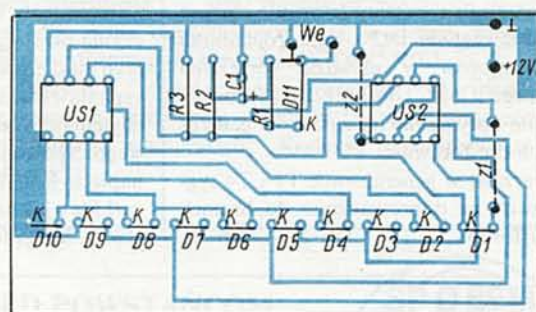 We ⊥
+12V
US1 R3 R2 C1 + R1 D11 Z2 US2
K
Z1
K K K K K K K K K K
D10 D9 D8 D7 D6 D5 D4 D3 D2 D1